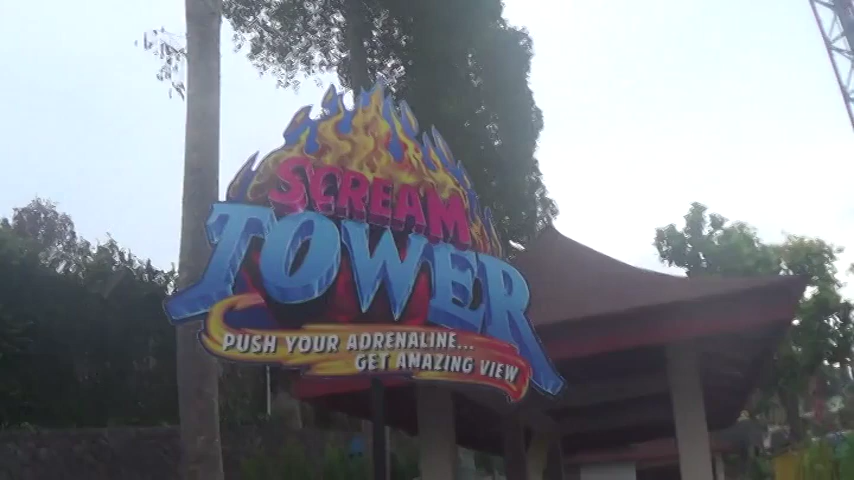 SCREAM
TOWER
PUSH YOUR ADRENALINE...
GET AMAZING VIEW